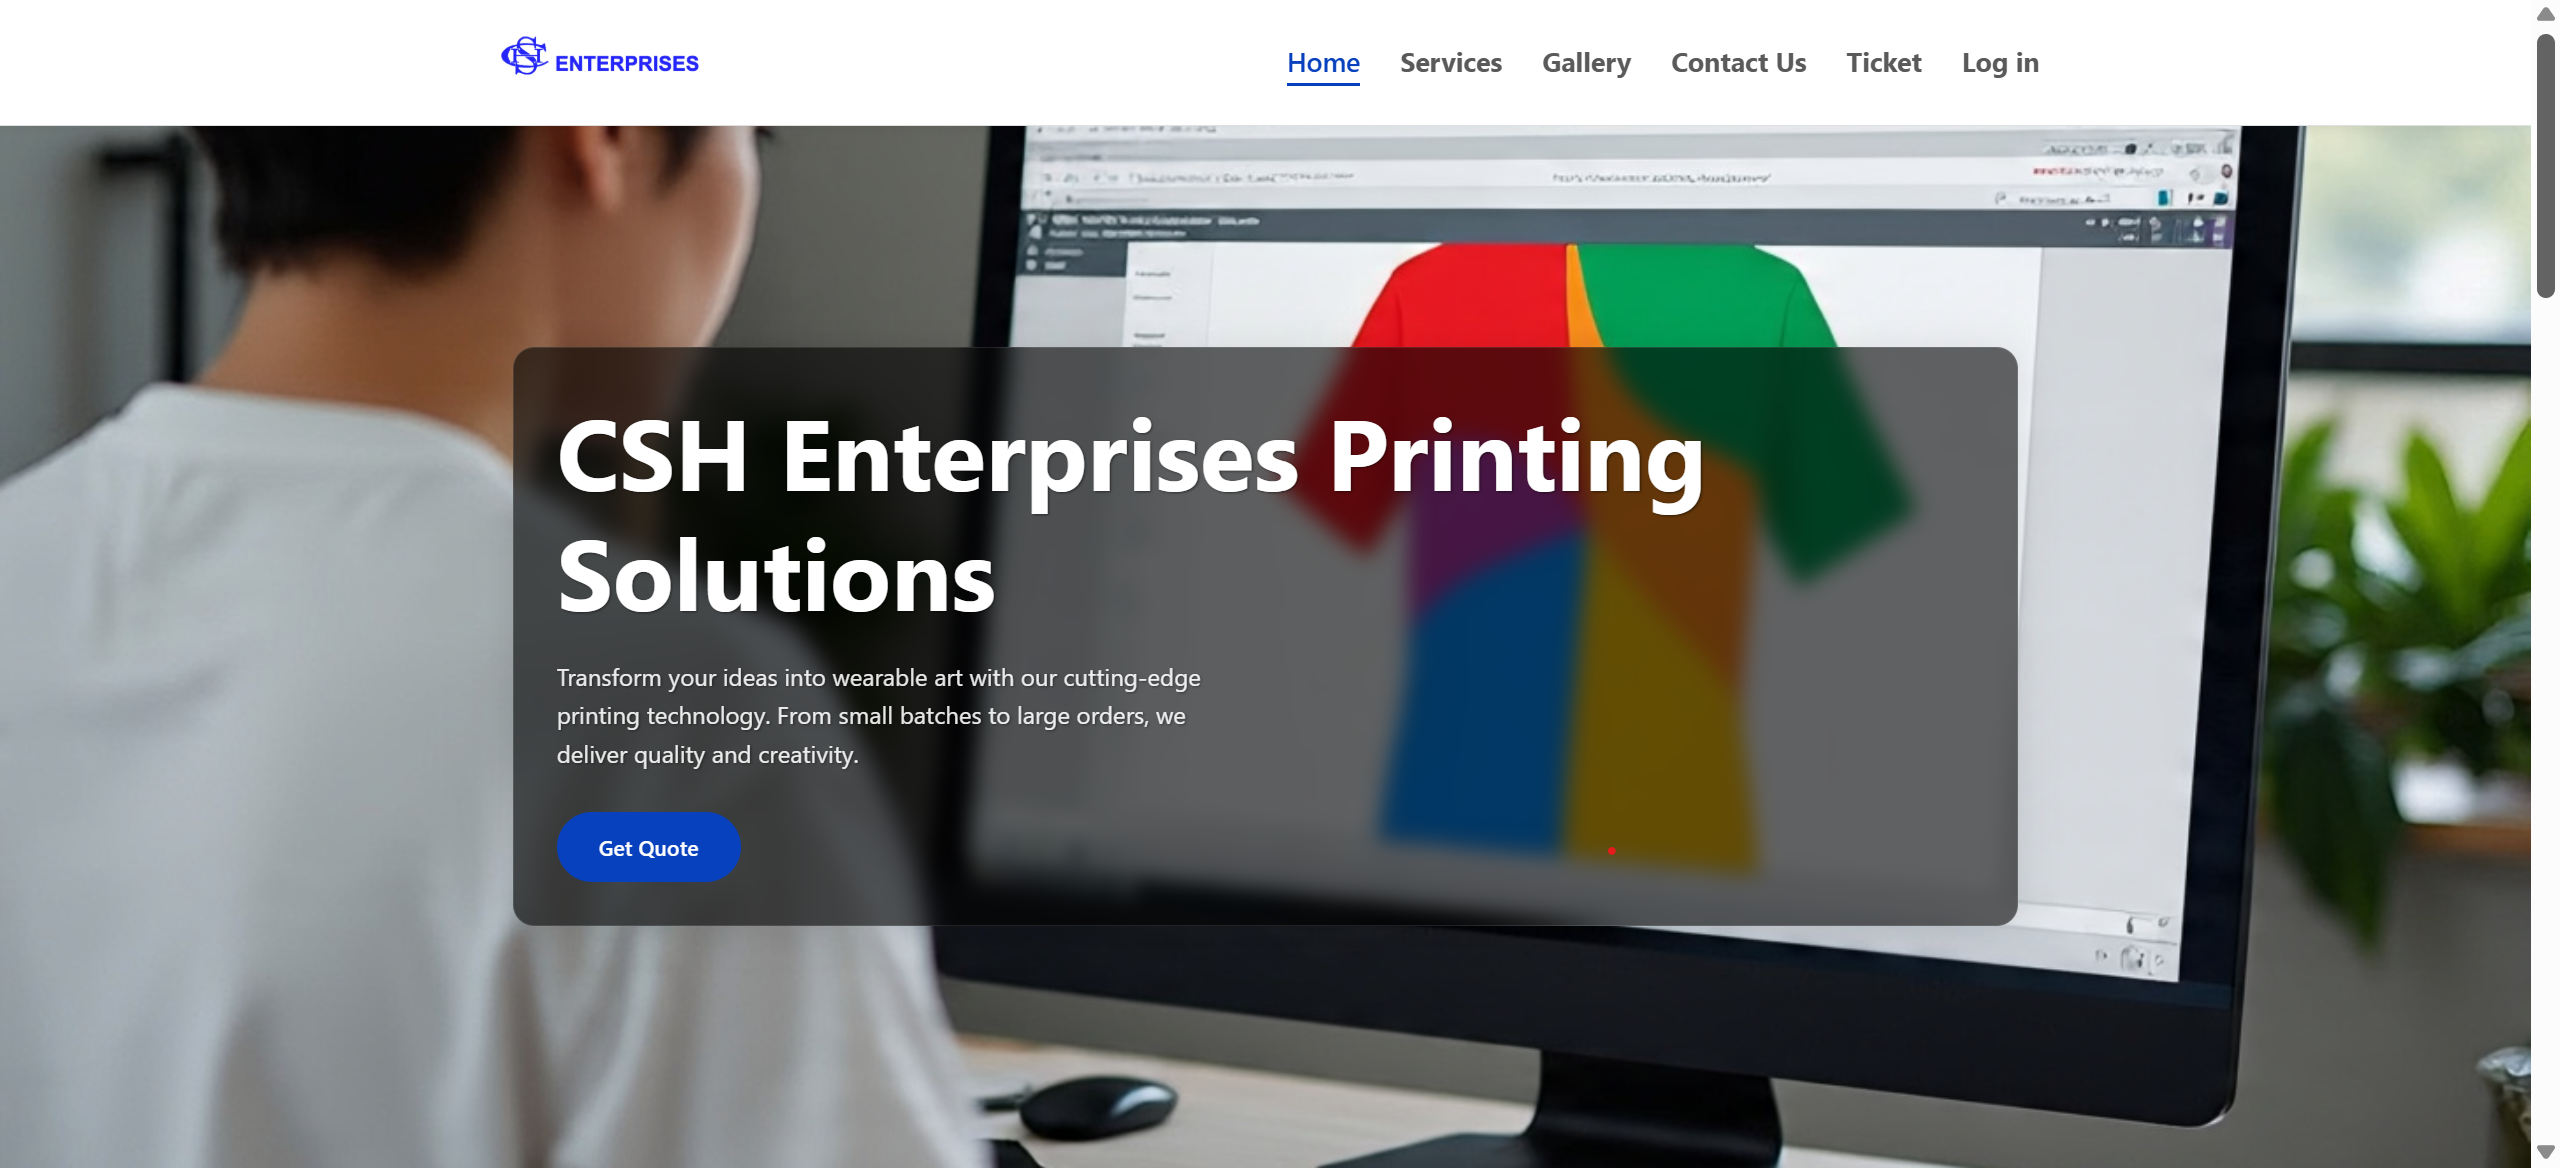 CSH ENTERPRISES
Home Services Gallery Contact Us Ticket Log in
CSH Enterprises Printing
Solutions
Transform your ideas into wearable art with our cutting-edge
printing technology. From small batches to large orders, we
deliver quality and creativity.
Get Quote